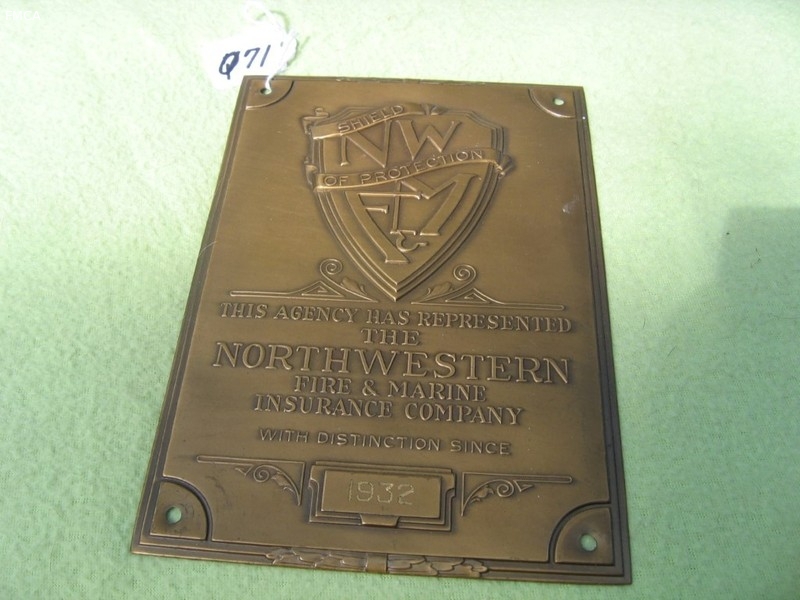 Q71
SHIELD
NW
OF PROTECTION
F&M
THIS AGENCY HAS REPRESENTED
THE
NORTHWESTERN
FIRE & MARINE
INSURANCE COMPANY
WITH DISTINCTION SINCE
1932